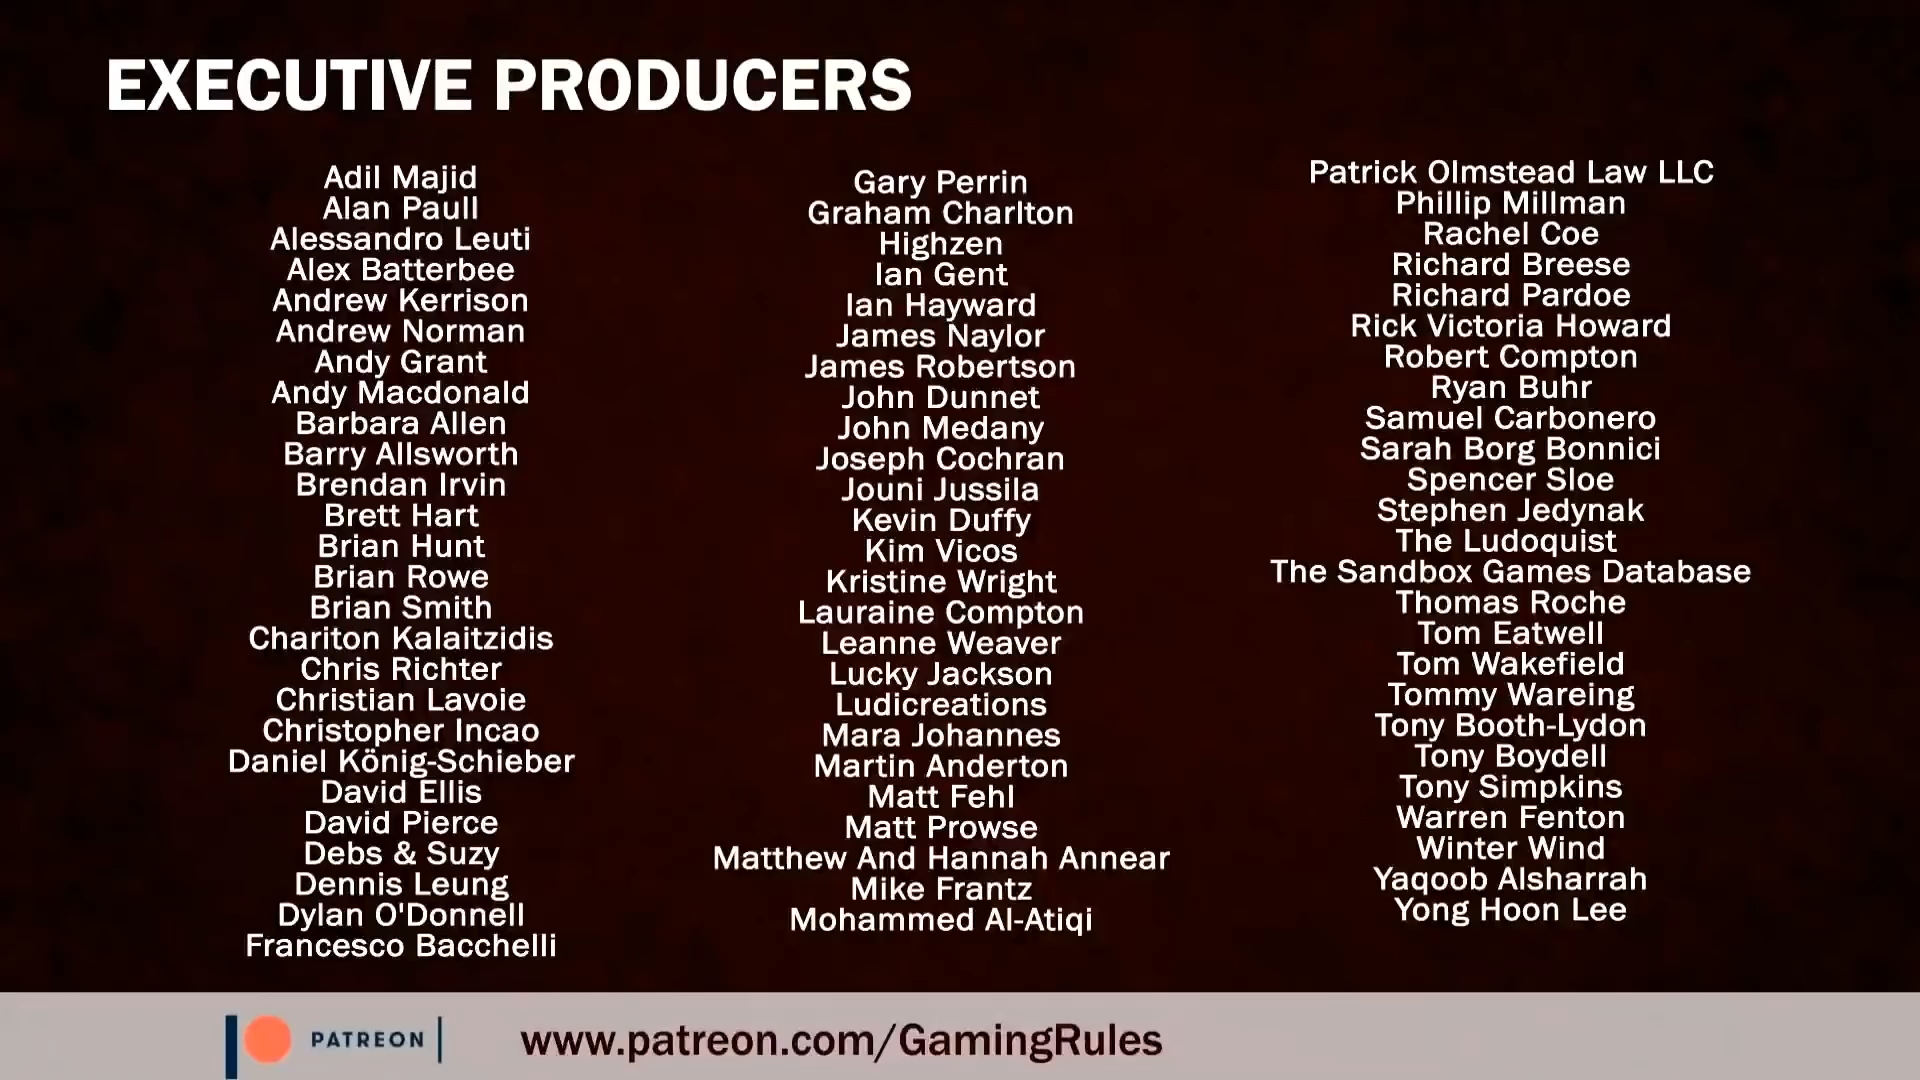 EXECUTIVE PRODUCERS
Adil Majid
Alan Paull
Alessandro Leuti
Alex Batterbee
Andrew Kerrison
Andrew Norman
Andy Grant
Andy Macdonald
Barbara Allen
Barry Allsworth
Brendan Irvin
Brett Hart
Brian Hunt
Brian Rowe
Brian Smith
Chariton Kalaitzidis
Chris Richter
Christian Lavoie
Christopher Incao
Daniel König-Schieber
David Ellis
David Pierce
Debs & Suzy
Dennis Leung
Dylan O'Donnell
Francesco Bacchelli
Gary Perrin
Graham Charlton
Highzen
Ian Gent
Ian Hayward
James Naylor
James Robertson
John Dunnet
John Medany
Joseph Cochran
Jouni Jussila
Kevin Duffy
Kim Vicos
Kristine Wright
Lauraine Compton
Leanne Weaver
Lucky Jackson
Ludicreations
Mara Johannes
Martin Anderton
Matt Fehl
Matt Prowse
Matthew And Hannah Annear
Mike Frantz
Mohammed Al-Atiqi
Patrick Olmstead Law LLC
Phillip Millman
Rachel Coe
Richard Breese
Richard Pardoe
Rick Victoria Howard
Robert Compton
Ryan Buhr
Samuel Carbonero
Sarah Borg Bonnici
Spencer Sloe
Stephen Jedynak
The Ludoquist
The Sandbox Games Database
Thomas Roche
Tom Eatwell
Tom Wakefield
Tommy Wareing
Tony Booth-Lydon
Tony Boydell
Tony Simpkins
Warren Fenton
Winter Wind
Yaqoob Alsharrah
Yong Hoon Lee
PATREON
www.patreon.com/GamingRules